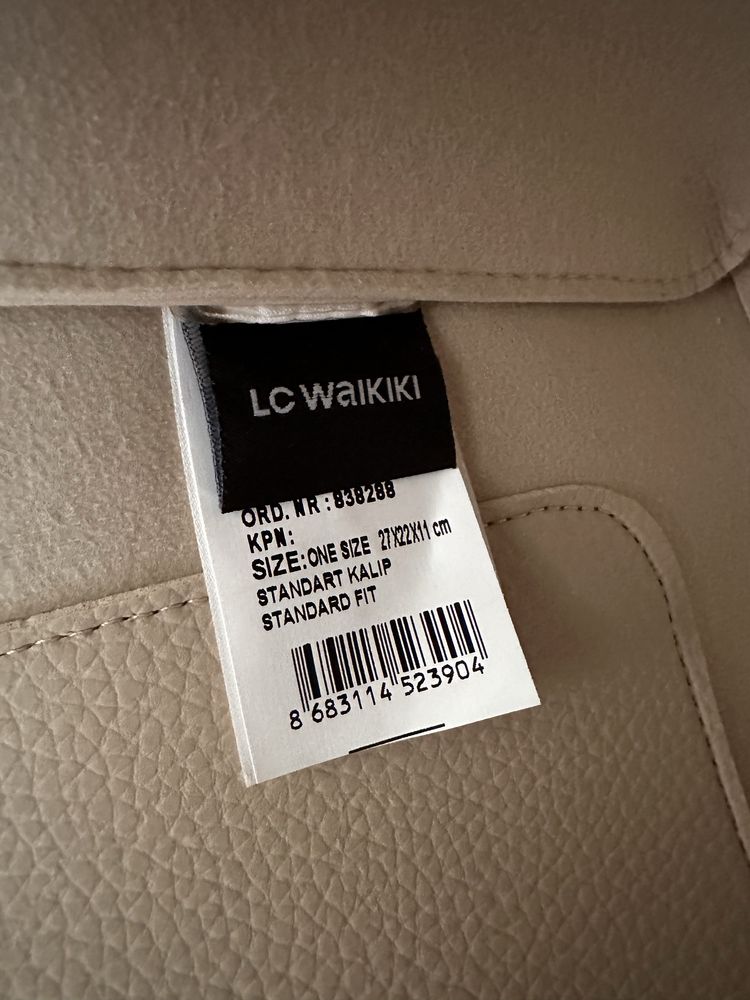 LC Waikiki
ORD. NR : 838288
KPN:
SIZE: ONE SIZE 27X22X11 cm
STANDART KALIP
STANDARD FIT
8 683114 523904